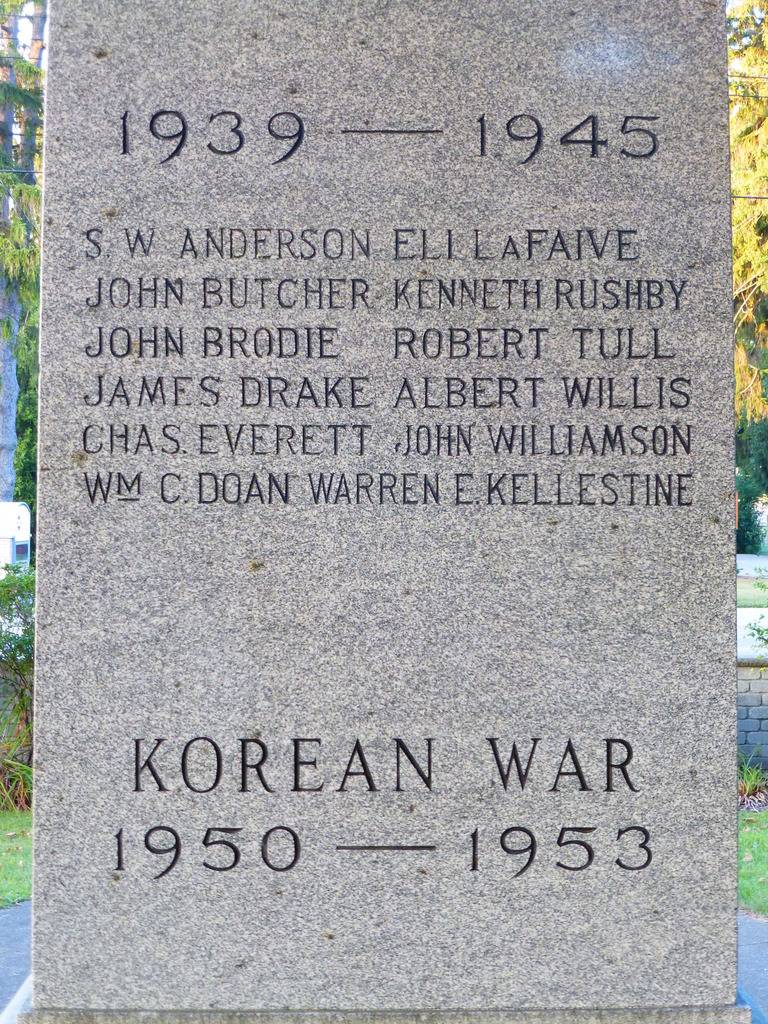 1939 — 1945
S. W ANDERSON ELI LAFAIVE
JOHN BUTCHER KENNETH RUSHBY
JOHN BRODIE ROBERT TULL
JAMES DRAKE ALBERT WILLIS
CHAS. EVERETT JOHN WILLIAMSON
WM C. DOAN WARREN E. KELLESTINE
KOREAN WAR
1950 — 1953